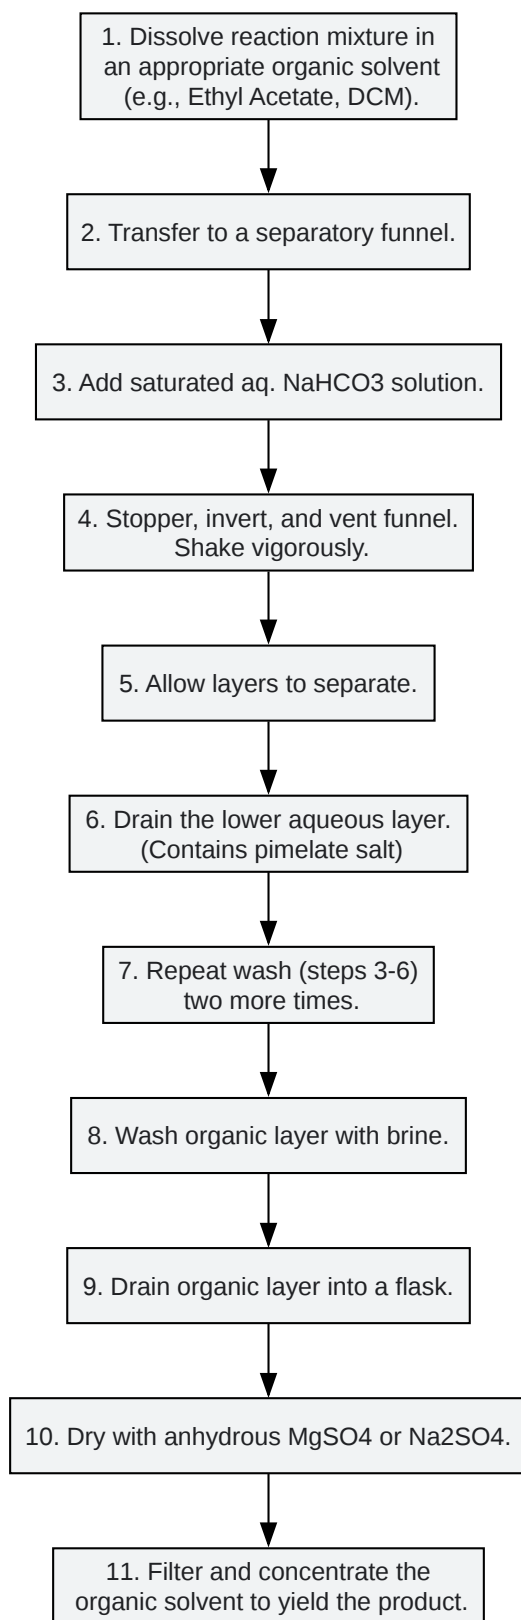 1. Dissolve reaction mixture in
an appropriate organic solvent
(e.g., Ethyl Acetate, DCM).
2. Transfer to a separatory funnel.
3. Add saturated aq. NaHCO3 solution.
4. Stopper, invert, and vent funnel.
Shake vigorously.
5. Allow layers to separate.
6. Drain the lower aqueous layer.
(Contains pimelate salt)
7. Repeat wash (steps 3-6)
two more times.
8. Wash organic layer with brine.
9. Drain organic layer into a flask.
10. Dry with anhydrous MgSO4 or Na2SO4.
11. Filter and concentrate the
organic solvent to yield the product.